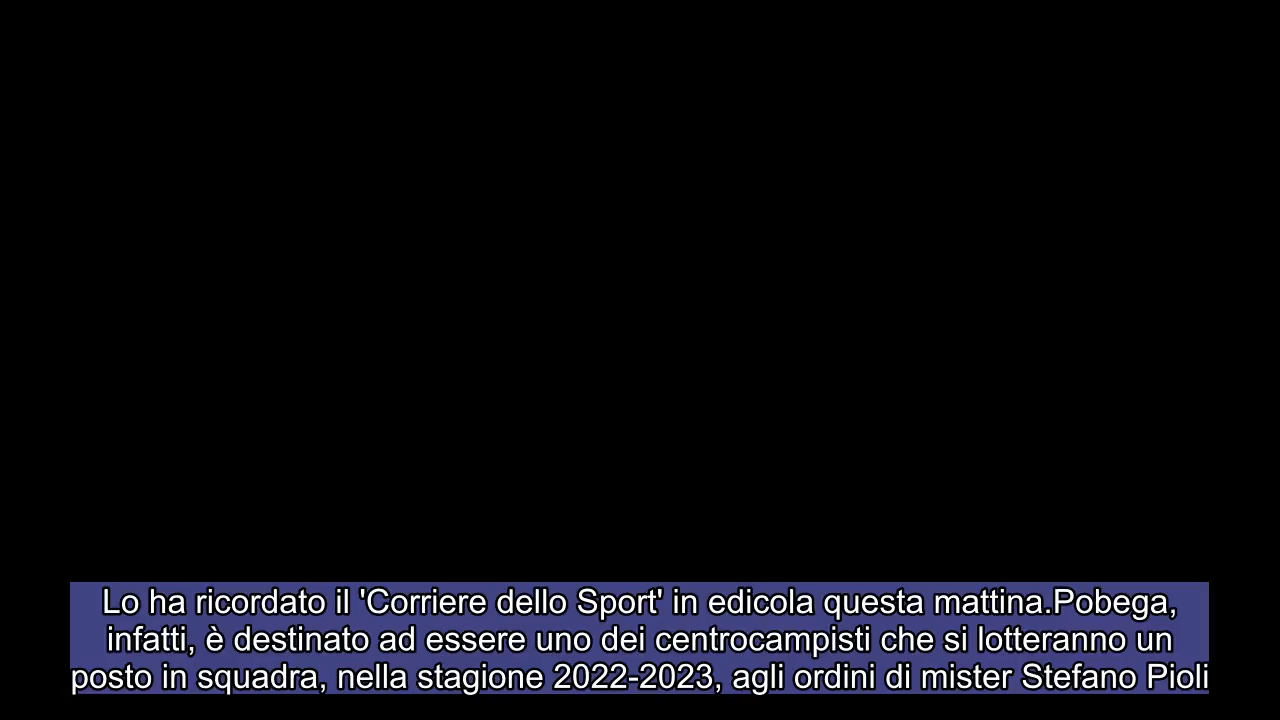 Lo ha ricordato il 'Corriere dello Sport' in edicola questa mattina.Pobega,
infatti, è destinato ad essere uno dei centrocampisti che si lotteranno un
posto in squadra, nella stagione 2022-2023, agli ordini di mister Stefano Pioli